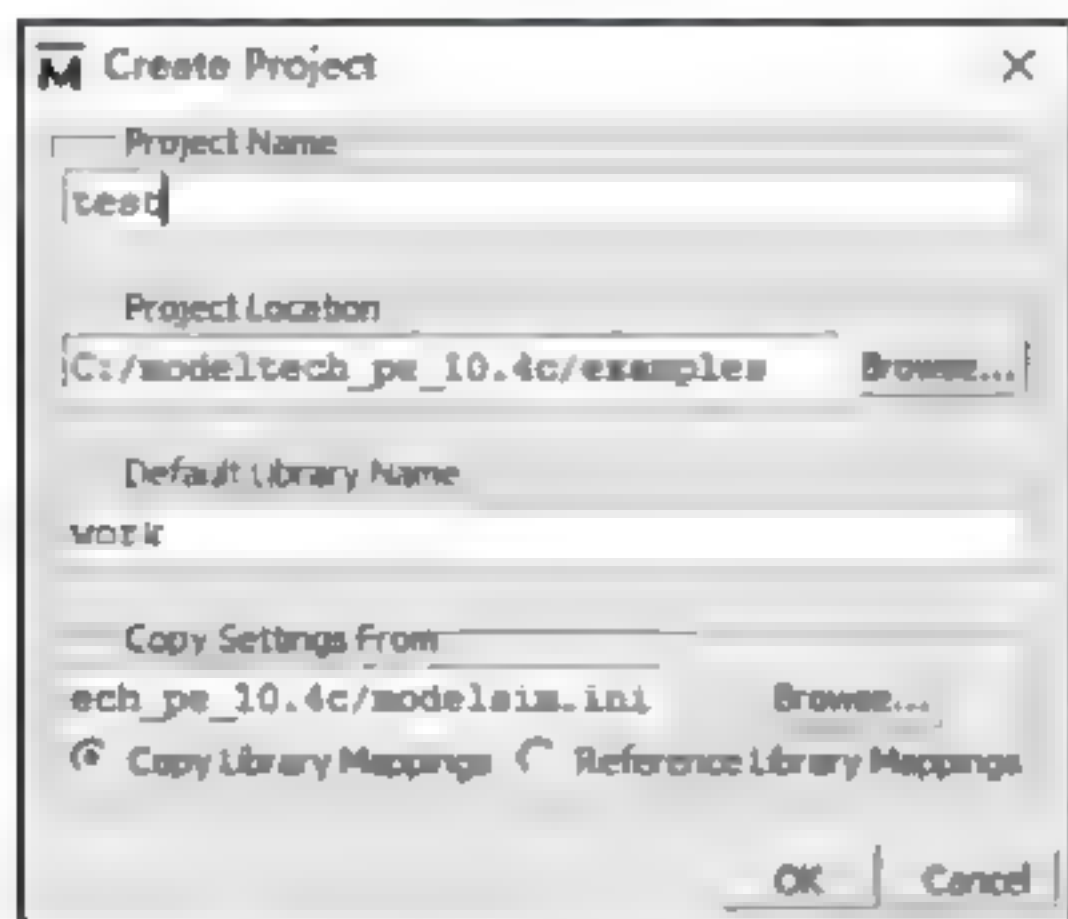 M Create Project
Project Name
test
Project Location
C:/modeltech_pe_10.4c/examples Browse...
Default Library Name
work
Copy Settings From
ech_pe_10.4c/modelsim.ini Browse...
Copy Library Mappings Reference Library Mappings
OK Cancel